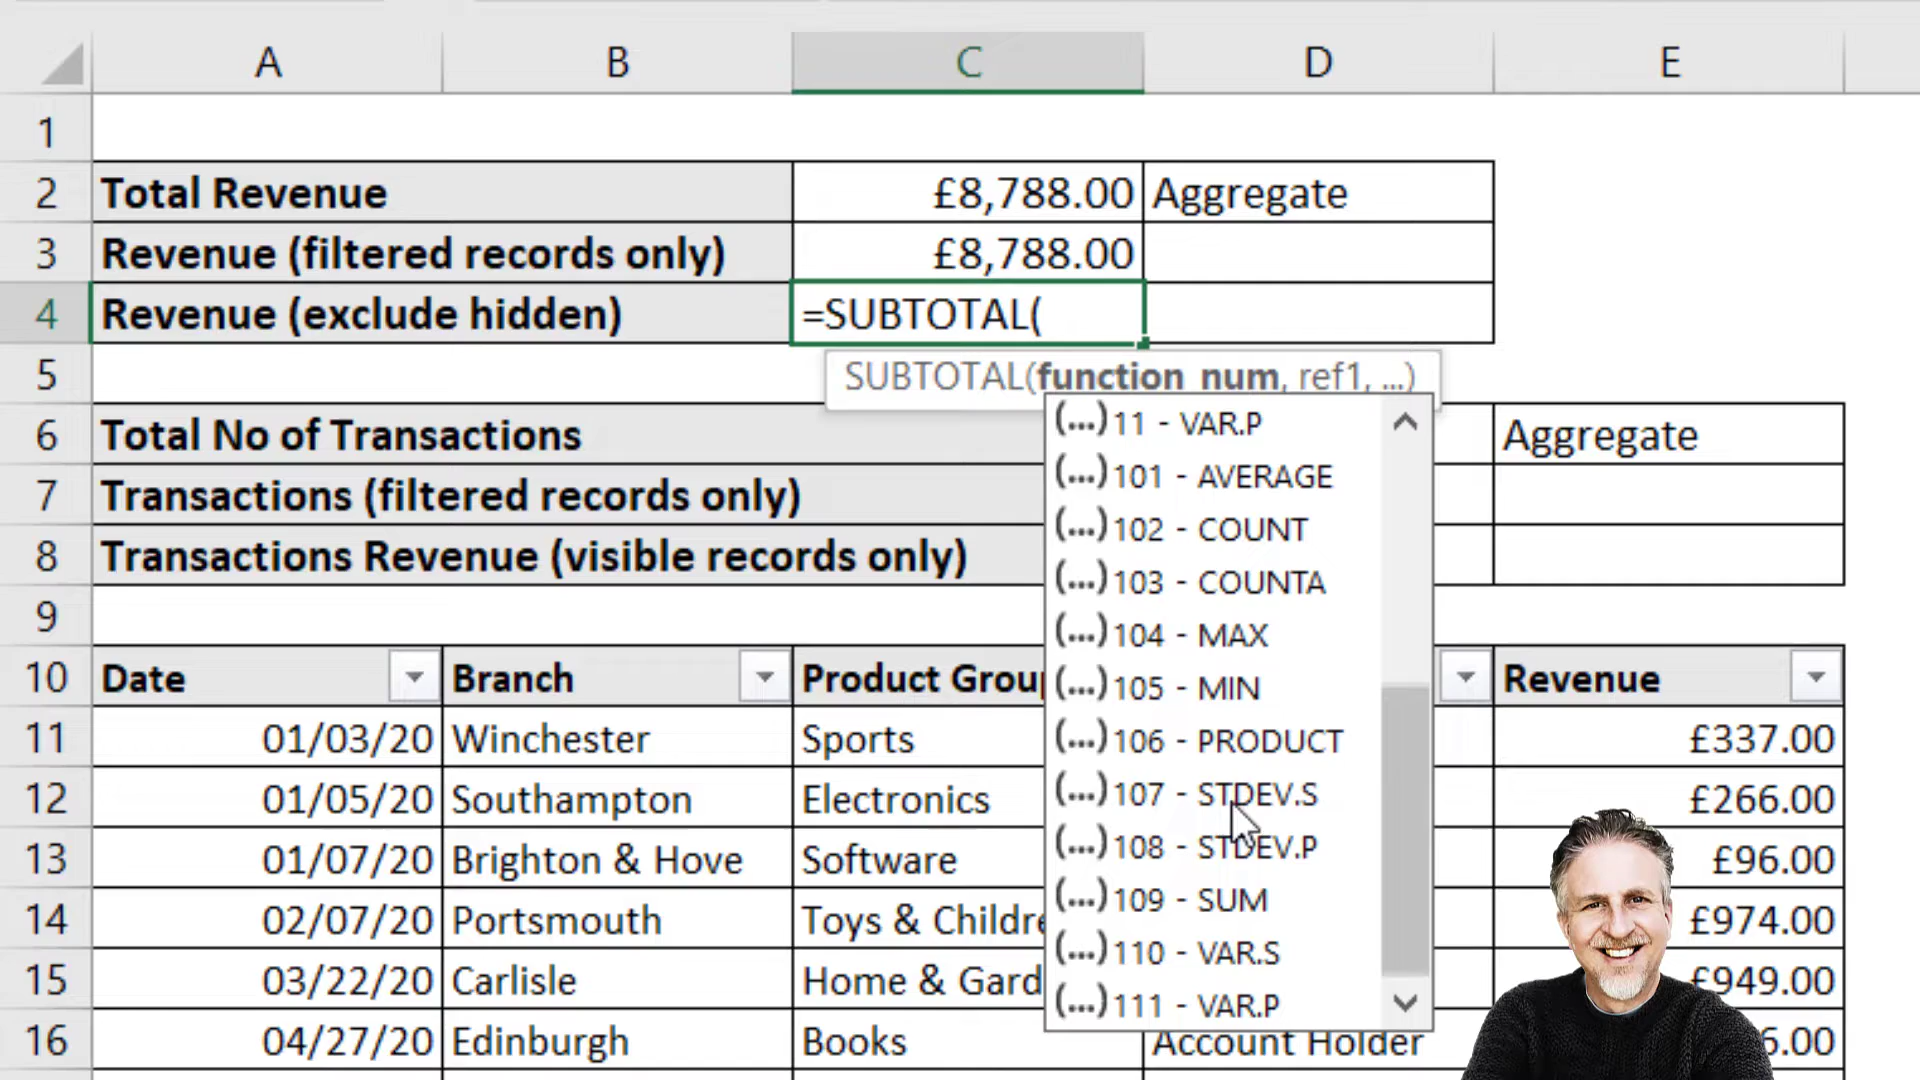 A B C D E
1
2 Total Revenue £8,788.00 Aggregate
3 Revenue (filtered records only) £8,788.00
4 Revenue (exclude hidden) =SUBTOTAL(
5 SUBTOTAL(function_num, ref1, ...)
(...) 11 - VAR.P
6 Total No of Transactions Aggregate
(...) 101 - AVERAGE
7 Transactions (filtered records only)
(...) 102 - COUNT
8 Transactions Revenue (visible records only)
(...) 103 - COUNTA
9
(...) 104 - MAX
10 Date Branch Product Group Revenue
(...) 105 - MIN
11 01/03/20 Winchester Sports £337.00
(...) 106 - PRODUCT
12 01/05/20 Southampton Electronics £266.00
(...) 107 - STDEV.S
13 01/07/20 Brighton & Hove Software £96.00
(...) 108 - STDEV.P
14 02/07/20 Portsmouth Toys & Childre £974.00
(...) 109 - SUM
15 03/22/20 Carlisle Home & Gard £949.00
(...) 110 - VAR.S
(...) 111 - VAR.P
16 04/27/20 Edinburgh Books Account Holder 6.00